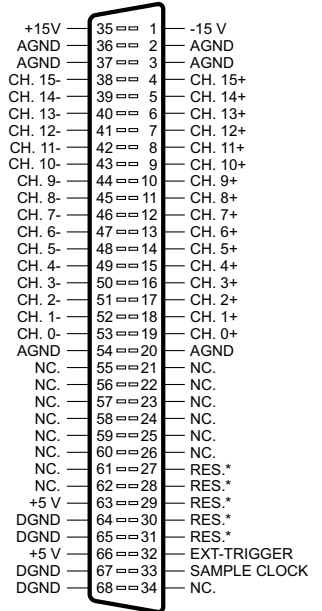 +15V 35 1 -15 V
AGND 36 2 AGND
AGND 37 3 AGND
CH. 15- 38 4 CH. 15+
CH. 14- 39 5 CH. 14+
CH. 13- 40 6 CH. 13+
CH. 12- 41 7 CH. 12+
CH. 11- 42 8 CH. 11+
CH. 10- 43 9 CH. 10+
CH. 9- 44 10 CH. 9+
CH. 8- 45 11 CH. 8+
CH. 7- 46 12 CH. 7+
CH. 6- 47 13 CH. 6+
CH. 5- 48 14 CH. 5+
CH. 4- 49 15 CH. 4+
CH. 3- 50 16 CH. 3+
CH. 2- 51 17 CH. 2+
CH. 1- 52 18 CH. 1+
CH. 0- 53 19 CH. 0+
AGND 54 20 AGND
NC. 55 21 NC.
NC. 56 22 NC.
NC. 57 23 NC.
NC. 58 24 NC.
NC. 59 25 NC.
NC. 60 26 NC.
NC. 61 27 RES.*
NC. 62 28 RES.*
+5 V 63 29 RES.*
DGND 64 30 RES.*
DGND 65 31 RES.*
+5 V 66 32 EXT-TRIGGER
DGND 67 33 SAMPLE CLOCK
DGND 68 34 NC.